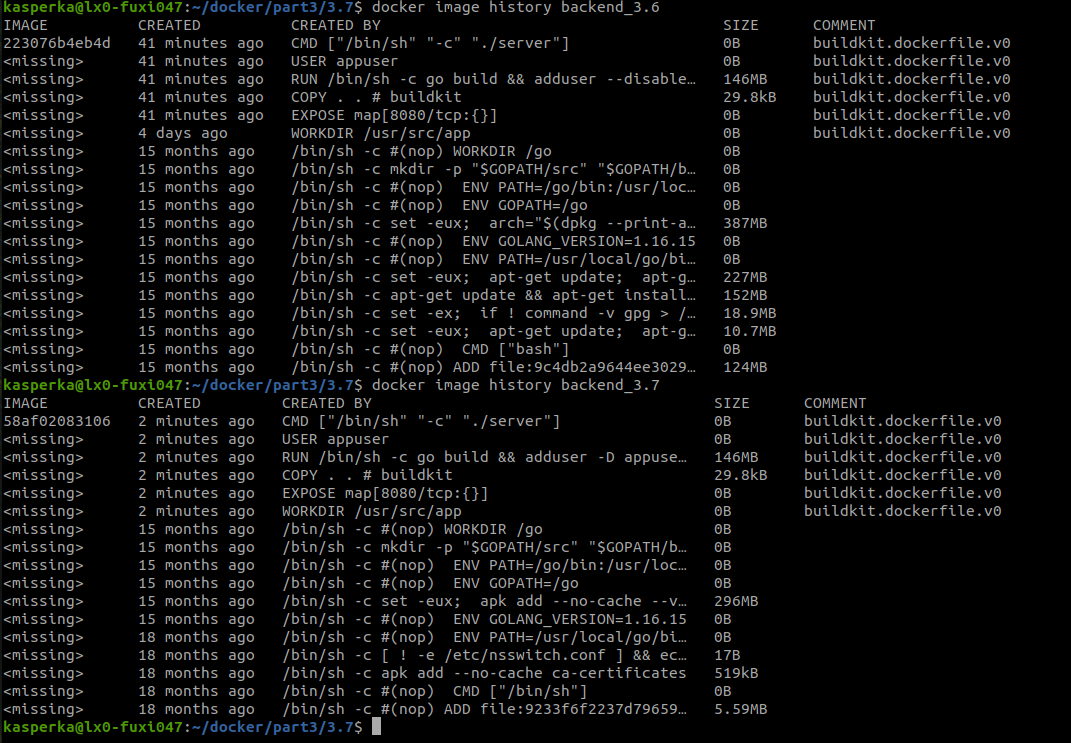 kasperka@lx0-fuxi047:~/docker/part3/3.7$ docker image history backend_3.6
IMAGE CREATED CREATED BY SIZE COMMENT
223076b4eb4d 41 minutes ago CMD ["/bin/sh" "-c" "./server"] 0B buildkit.dockerfile.v0
<missing> 41 minutes ago USER appuser 0B buildkit.dockerfile.v0
<missing> 41 minutes ago RUN /bin/sh -c go build && adduser --disable… 146MB buildkit.dockerfile.v0
<missing> 41 minutes ago COPY . . # buildkit 29.8kB buildkit.dockerfile.v0
<missing> 41 minutes ago EXPOSE map[8080/tcp:{}] 0B buildkit.dockerfile.v0
<missing> 4 days ago WORKDIR /usr/src/app 0B buildkit.dockerfile.v0
<missing> 15 months ago /bin/sh -c #(nop) WORKDIR /go 0B
<missing> 15 months ago /bin/sh -c mkdir -p "$GOPATH/src" "$GOPATH/b… 0B
<missing> 15 months ago /bin/sh -c #(nop)  ENV PATH=/go/bin:/usr/loc… 0B
<missing> 15 months ago /bin/sh -c #(nop)  ENV GOPATH=/go 0B
<missing> 15 months ago /bin/sh -c set -eux;  arch="$(dpkg --print-a… 387MB
<missing> 15 months ago /bin/sh -c #(nop)  ENV GOLANG_VERSION=1.16.15 0B
<missing> 15 months ago /bin/sh -c #(nop)  ENV PATH=/usr/local/go/bi… 0B
<missing> 15 months ago /bin/sh -c set -eux;  apt-get update;  apt-g… 227MB
<missing> 15 months ago /bin/sh -c apt-get update && apt-get install… 152MB
<missing> 15 months ago /bin/sh -c set -ex;  if ! command -v gpg > /… 18.9MB
<missing> 15 months ago /bin/sh -c set -eux;  apt-get update;  apt-g… 10.7MB
<missing> 15 months ago /bin/sh -c #(nop)  CMD ["bash"] 0B
<missing> 15 months ago /bin/sh -c #(nop) ADD file:9c4db2a9644ee3029… 124MB
kasperka@lx0-fuxi047:~/docker/part3/3.7$ docker image history backend_3.7
IMAGE CREATED CREATED BY SIZE COMMENT
58af02083106 2 minutes ago CMD ["/bin/sh" "-c" "./server"] 0B buildkit.dockerfile.v0
<missing> 2 minutes ago USER appuser 0B buildkit.dockerfile.v0
<missing> 2 minutes ago RUN /bin/sh -c go build && adduser -D appuse… 146MB buildkit.dockerfile.v0
<missing> 2 minutes ago COPY . . # buildkit 29.8kB buildkit.dockerfile.v0
<missing> 2 minutes ago EXPOSE map[8080/tcp:{}] 0B buildkit.dockerfile.v0
<missing> 2 minutes ago WORKDIR /usr/src/app 0B buildkit.dockerfile.v0
<missing> 15 months ago /bin/sh -c #(nop) WORKDIR /go 0B
<missing> 15 months ago /bin/sh -c mkdir -p "$GOPATH/src" "$GOPATH/b… 0B
<missing> 15 months ago /bin/sh -c #(nop)  ENV PATH=/go/bin:/usr/loc… 0B
<missing> 15 months ago /bin/sh -c #(nop)  ENV GOPATH=/go 0B
<missing> 15 months ago /bin/sh -c set -eux;  apk add --no-cache --v… 296MB
<missing> 15 months ago /bin/sh -c #(nop)  ENV GOLANG_VERSION=1.16.15 0B
<missing> 18 months ago /bin/sh -c #(nop)  ENV PATH=/usr/local/go/bi… 0B
<missing> 18 months ago /bin/sh -c [ ! -e /etc/nsswitch.conf ] && ec… 17B
<missing> 18 months ago /bin/sh -c apk add --no-cache ca-certificates 519kB
<missing> 18 months ago /bin/sh -c #(nop)  CMD ["/bin/sh"] 0B
<missing> 18 months ago /bin/sh -c #(nop) ADD file:9233f6f2237d79659… 5.59MB
kasperka@lx0-fuxi047:~/docker/part3/3.7$